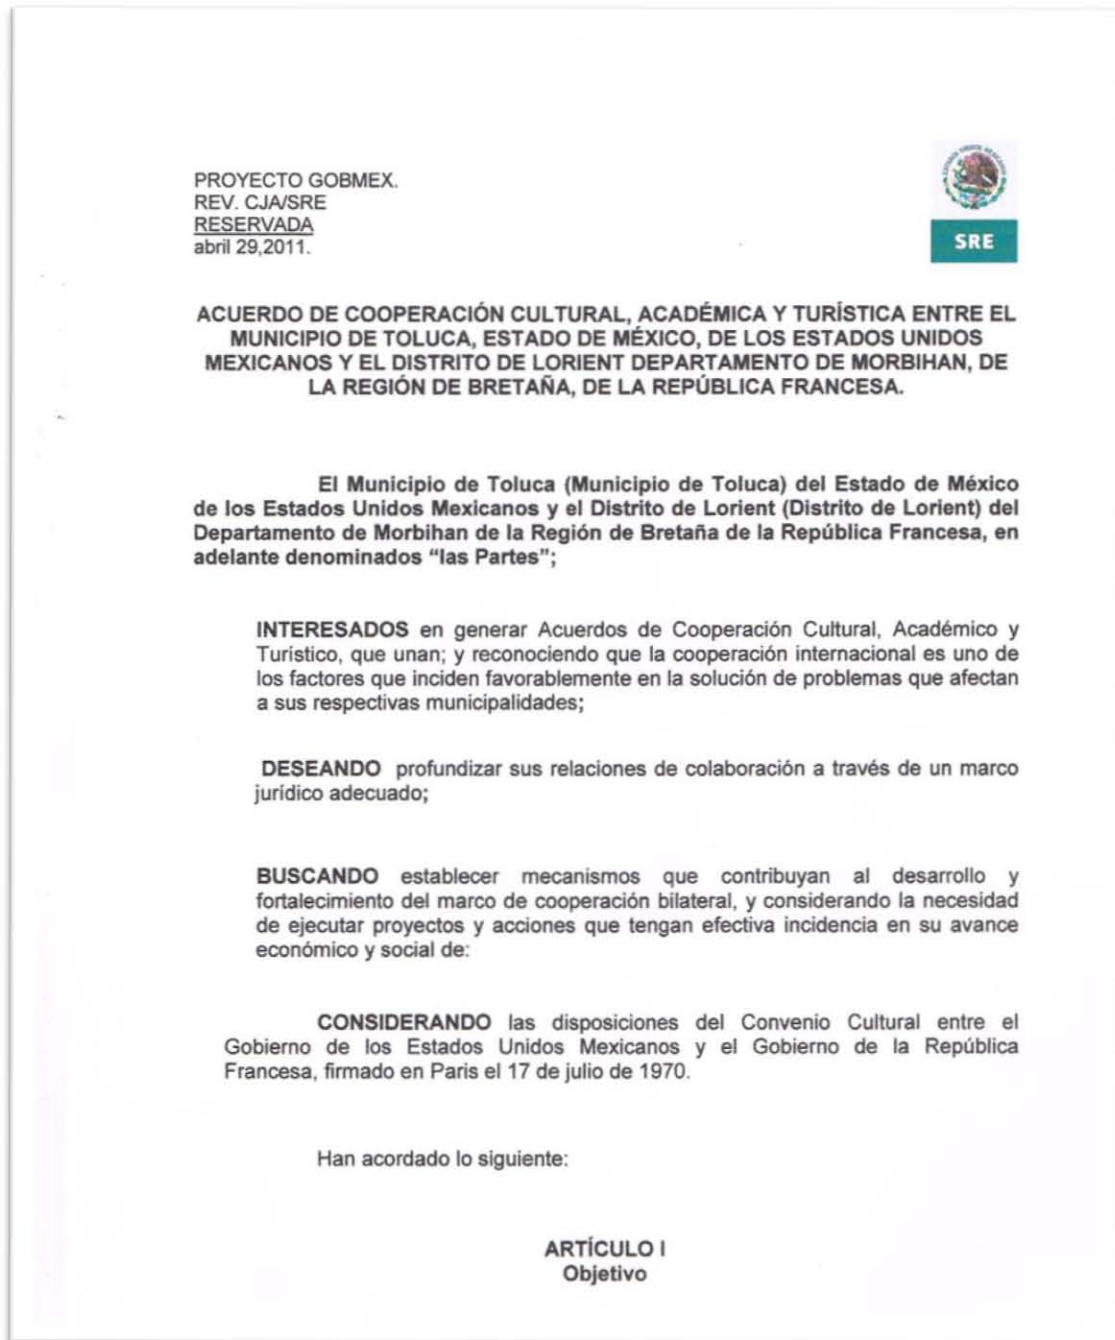 PROYECTO GOBMEX.
REV. CJA/SRE
RESERVADA
abril 29,2011.
SRE
ACUERDO DE COOPERACIÓN CULTURAL, ACADÉMICA Y TURÍSTICA ENTRE EL
MUNICIPIO DE TOLUCA, ESTADO DE MÉXICO, DE LOS ESTADOS UNIDOS
MEXICANOS Y EL DISTRITO DE LORIENT DEPARTAMENTO DE MORBIHAN, DE
LA REGIÓN DE BRETAÑA, DE LA REPÚBLICA FRANCESA.
El Municipio de Toluca (Municipio de Toluca) del Estado de México
de los Estados Unidos Mexicanos y el Distrito de Lorient (Distrito de Lorient) del
Departamento de Morbihan de la Región de Bretaña de la República Francesa, en
adelante denominados “las Partes”;
INTERESADOS en generar Acuerdos de Cooperación Cultural, Académico y
Turístico, que unan; y reconociendo que la cooperación internacional es uno de
los factores que inciden favorablemente en la solución de problemas que afectan
a sus respectivas municipalidades;
DESEANDO profundizar sus relaciones de colaboración a través de un marco
jurídico adecuado;
BUSCANDO establecer mecanismos que contribuyan al desarrollo y
fortalecimiento del marco de cooperación bilateral, y considerando la necesidad
de ejecutar proyectos y acciones que tengan efectiva incidencia en su avance
económico y social de:
CONSIDERANDO las disposiciones del Convenio Cultural entre el
Gobierno de los Estados Unidos Mexicanos y el Gobierno de la República
Francesa, firmado en Paris el 17 de julio de 1970.
Han acordado lo siguiente:
ARTÍCULO I
Objetivo